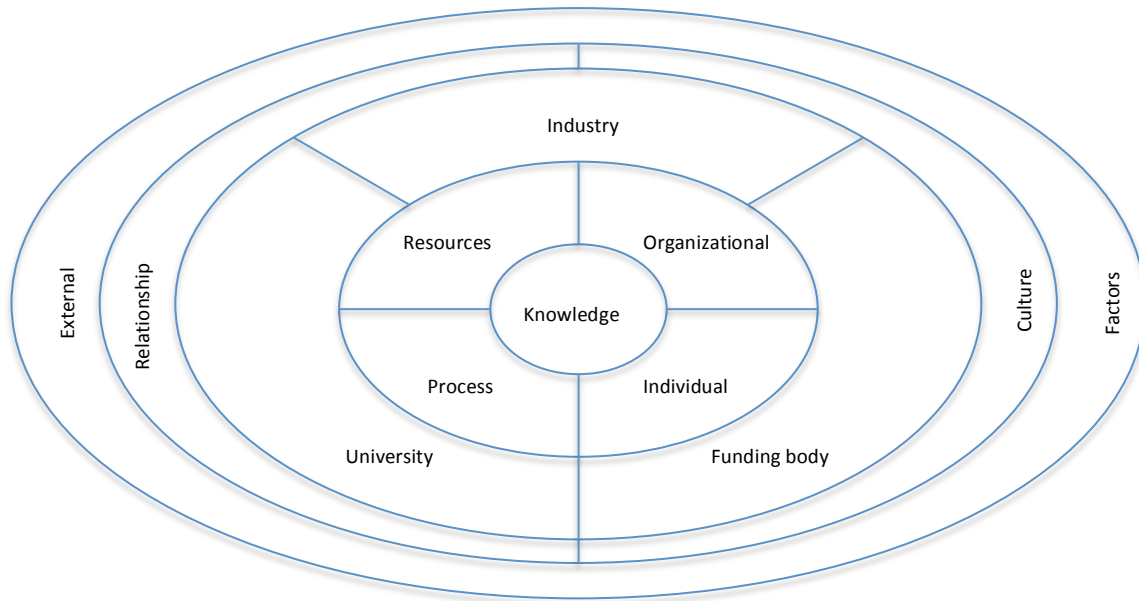 Industry
Resources
Organizational
External
Relationship
Knowledge
Culture
Factors
Process
Individual
University
Funding body